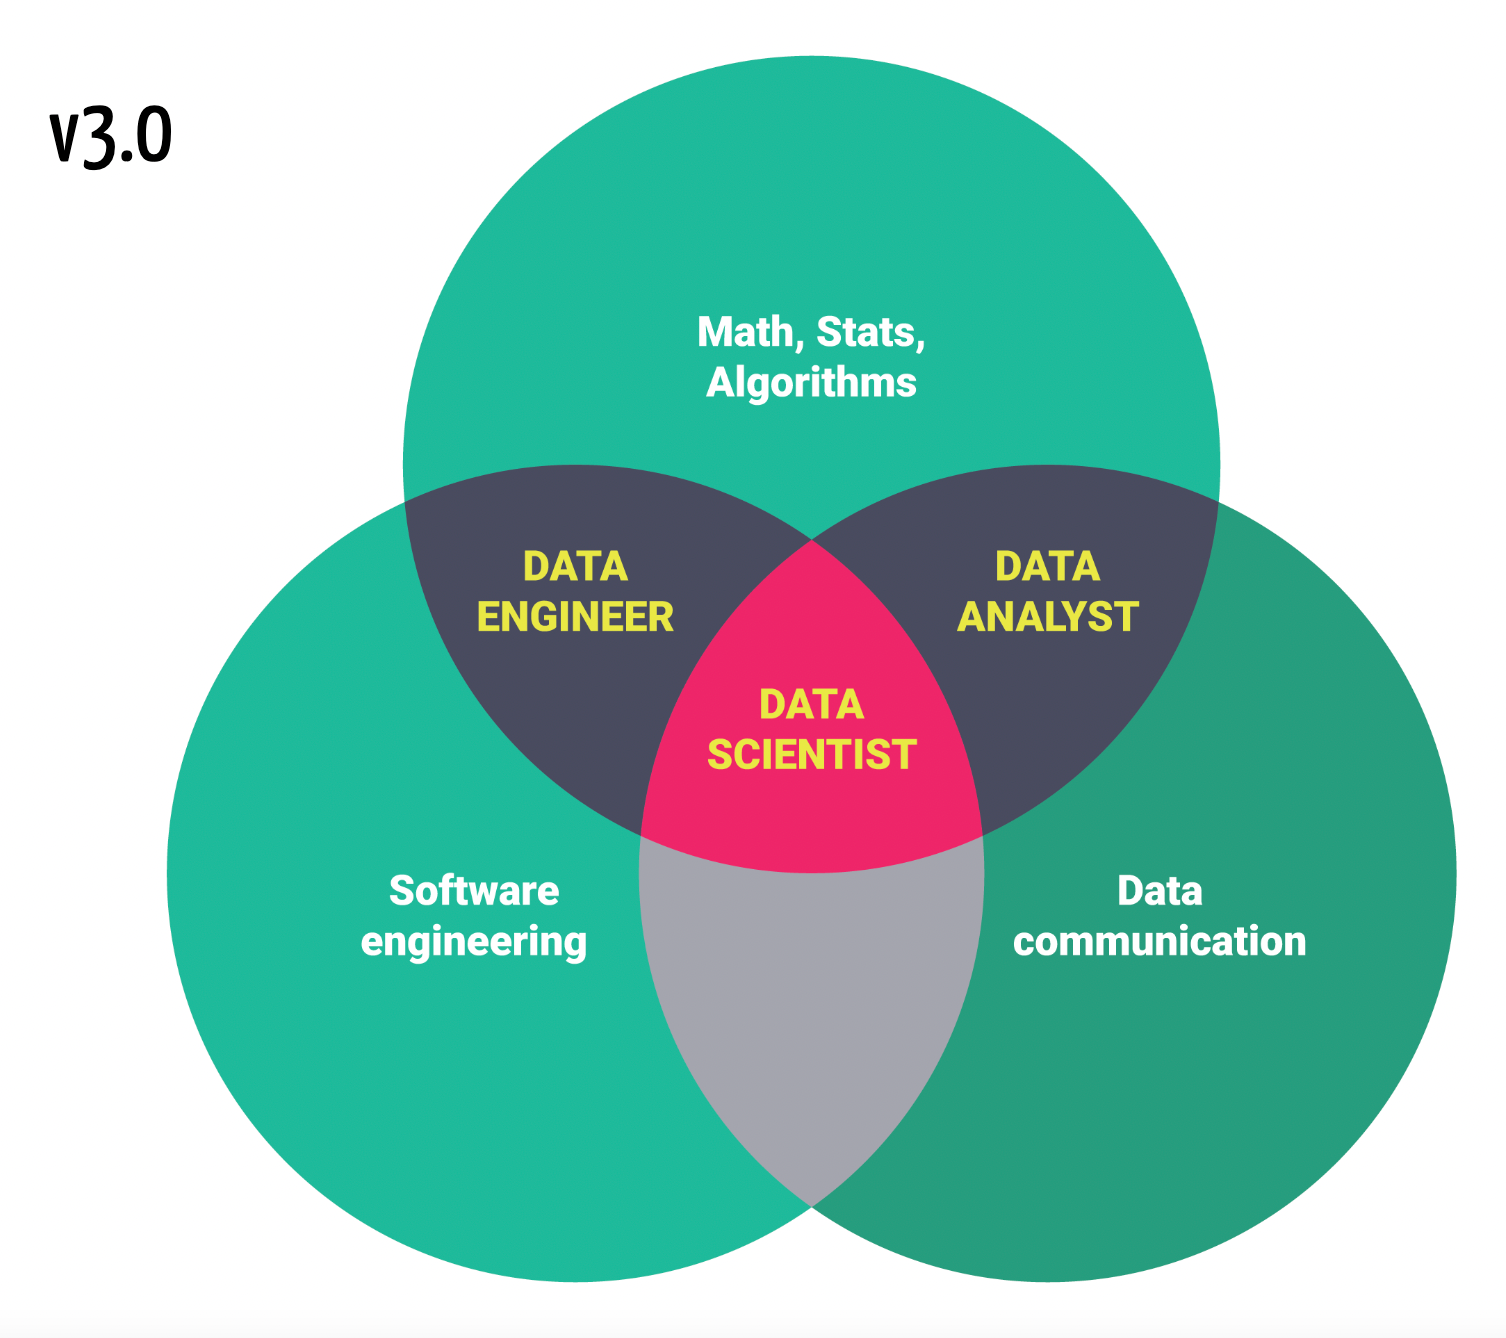 v3.0
Math, Stats,
Algorithms
DATA
ENGINEER
DATA
ANALYST
DATA
SCIENTIST
Software
engineering
Data
communication